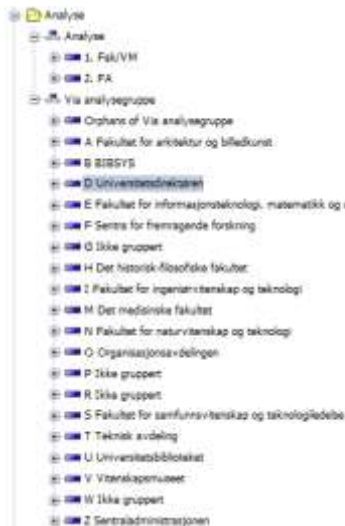 Analyse
Analyse
1. Fak/VM
2. FA
Via analysegruppe
Orphans of Via analysegruppe
A Fakultet for arkitektur og billedkunst
B BIBSYS
D Universitetsdirektøren
E Fakultet for informasjonsteknologi, matematikk og
F Sentra for fremragende forskning
G Ikke gruppert
H Det historisk-filosofiske fakultet
I Fakultet for ingeniørvitenskap og teknologi
M Det medisinske fakultet
N Fakultet for naturvitenskap og teknologi
O Organisasjonsavdelingen
P Ikke gruppert
R Ikke gruppert
S Fakultet for samfunnsvitenskap og teknologiledelse
T Teknisk avdeling
U Universitetsbiblioteket
V Vitenskapsmuseet
W Ikke gruppert
Z Sentraladministrasjonen